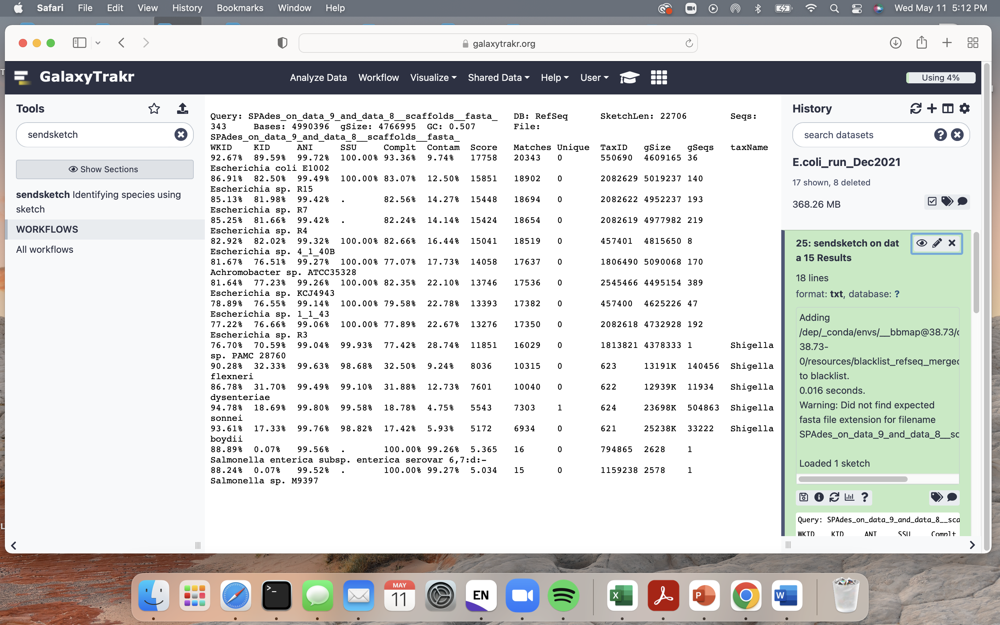 Safari File Edit View History Bookmarks Window Help Wed May 11 5:12 PM
galaxytrakr.org
GalaxyTrakr Analyze Data Workflow Visualize Shared Data Help User Using 4%
Tools
sendsketch
Show Sections
sendsketch Identifying species using
sketch
WORKFLOWS
All workflows
Query: SPAdes_on_data_9_and_data_8__scaffolds__fasta_ DB: RefSeq SketchLen: 22706 Seqs:
343 Bases: 4990396 gSize: 4766995 GC: 0.507 File:
SPAdes_on_data_9_and_data_8__scaffolds__fasta_
WKID KID ANI SSU Complt Contam Score Matches Unique TaxID gSize gSeqs taxName
92.67% 89.59% 99.72% 100.00% 93.36% 9.74% 17758 20343 0 550690 4609165 36
Escherichia coli E1002
86.91% 82.50% 99.49% 100.00% 83.07% 12.50% 15851 18902 0 2082629 5019237 140
Escherichia sp. R15
85.13% 81.98% 99.42% . 82.56% 14.27% 15448 18694 0 2082622 4952237 193
Escherichia sp. R7
85.25% 81.66% 99.42% . 82.24% 14.14% 15424 18654 0 2082619 4977982 219
Escherichia sp. R4
82.92% 82.02% 99.32% 100.00% 82.66% 16.44% 15041 18519 0 457401 4815650 8
Escherichia sp. 4_1_40B
81.67% 76.51% 99.27% 100.00% 77.07% 17.73% 14058 17637 0 1806490 5090068 170
Achromobacter sp. ATCC35328
81.64% 77.23% 99.26% 100.00% 82.35% 22.10% 13746 17536 0 2545466 4495154 389
Escherichia sp. KCJ4943
78.89% 76.55% 99.14% 100.00% 79.58% 22.78% 13393 17382 0 457400 4625226 47
Escherichia sp. 1_1_43
77.22% 76.66% 99.06% 100.00% 77.89% 22.67% 13276 17350 0 2082618 4732928 192
Escherichia sp. R3
76.70% 70.59% 99.04% 99.93% 77.42% 28.74% 11851 16029 0 1813821 4378333 1 Shigella
sp. PAMC 28760
90.28% 32.33% 99.63% 98.68% 32.50% 9.24% 8036 10315 0 623 13191K 140456 Shigella
flexneri
86.78% 31.70% 99.49% 99.10% 31.88% 12.73% 7601 10040 0 622 12939K 11934 Shigella
dysenteriae
94.78% 18.69% 99.80% 99.58% 18.78% 4.75% 5543 7303 1 624 23698K 504863 Shigella
sonnei
93.61% 17.33% 99.76% 98.82% 17.42% 5.93% 5172 6934 0 621 25238K 33222 Shigella
boydii
88.89% 0.07% 99.56% . 100.00% 99.26% 5.365 16 0 794865 2628 1
Salmonella enterica subsp. enterica serovar 6,7:d:-
88.24% 0.07% 99.52% . 100.00% 99.27% 5.034 15 0 1159238 2578 1
Salmonella sp. M9397
History
search datasets
E.coli_run_Dec2021
17 shown, 8 deleted
368.26 MB
25: sendsketch on dat
a 15 Results
18 lines
format: txt, database: ?
Adding
/dep/_conda/envs/__bbmap@38.73/
38.73-
0/resources/blacklist_refseq_merged
to blacklist.
0.016 seconds.
Warning: Did not find expected
fasta file extension for filename
SPAdes_on_data_9_and_data_8__sc
Loaded 1 sketch
Query: SPAdes_on_data_9_and_data_8__sca
WKID KID ANI SSU Complt
MAY
11
EN
X
P
W